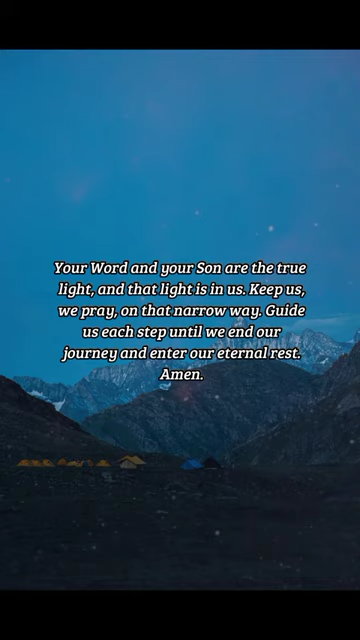 Your Word and your Son are the true
light, and that light is in us. Keep us,
we pray, on that narrow way. Guide
us each step until we end our
journey and enter our eternal rest.
Amen.